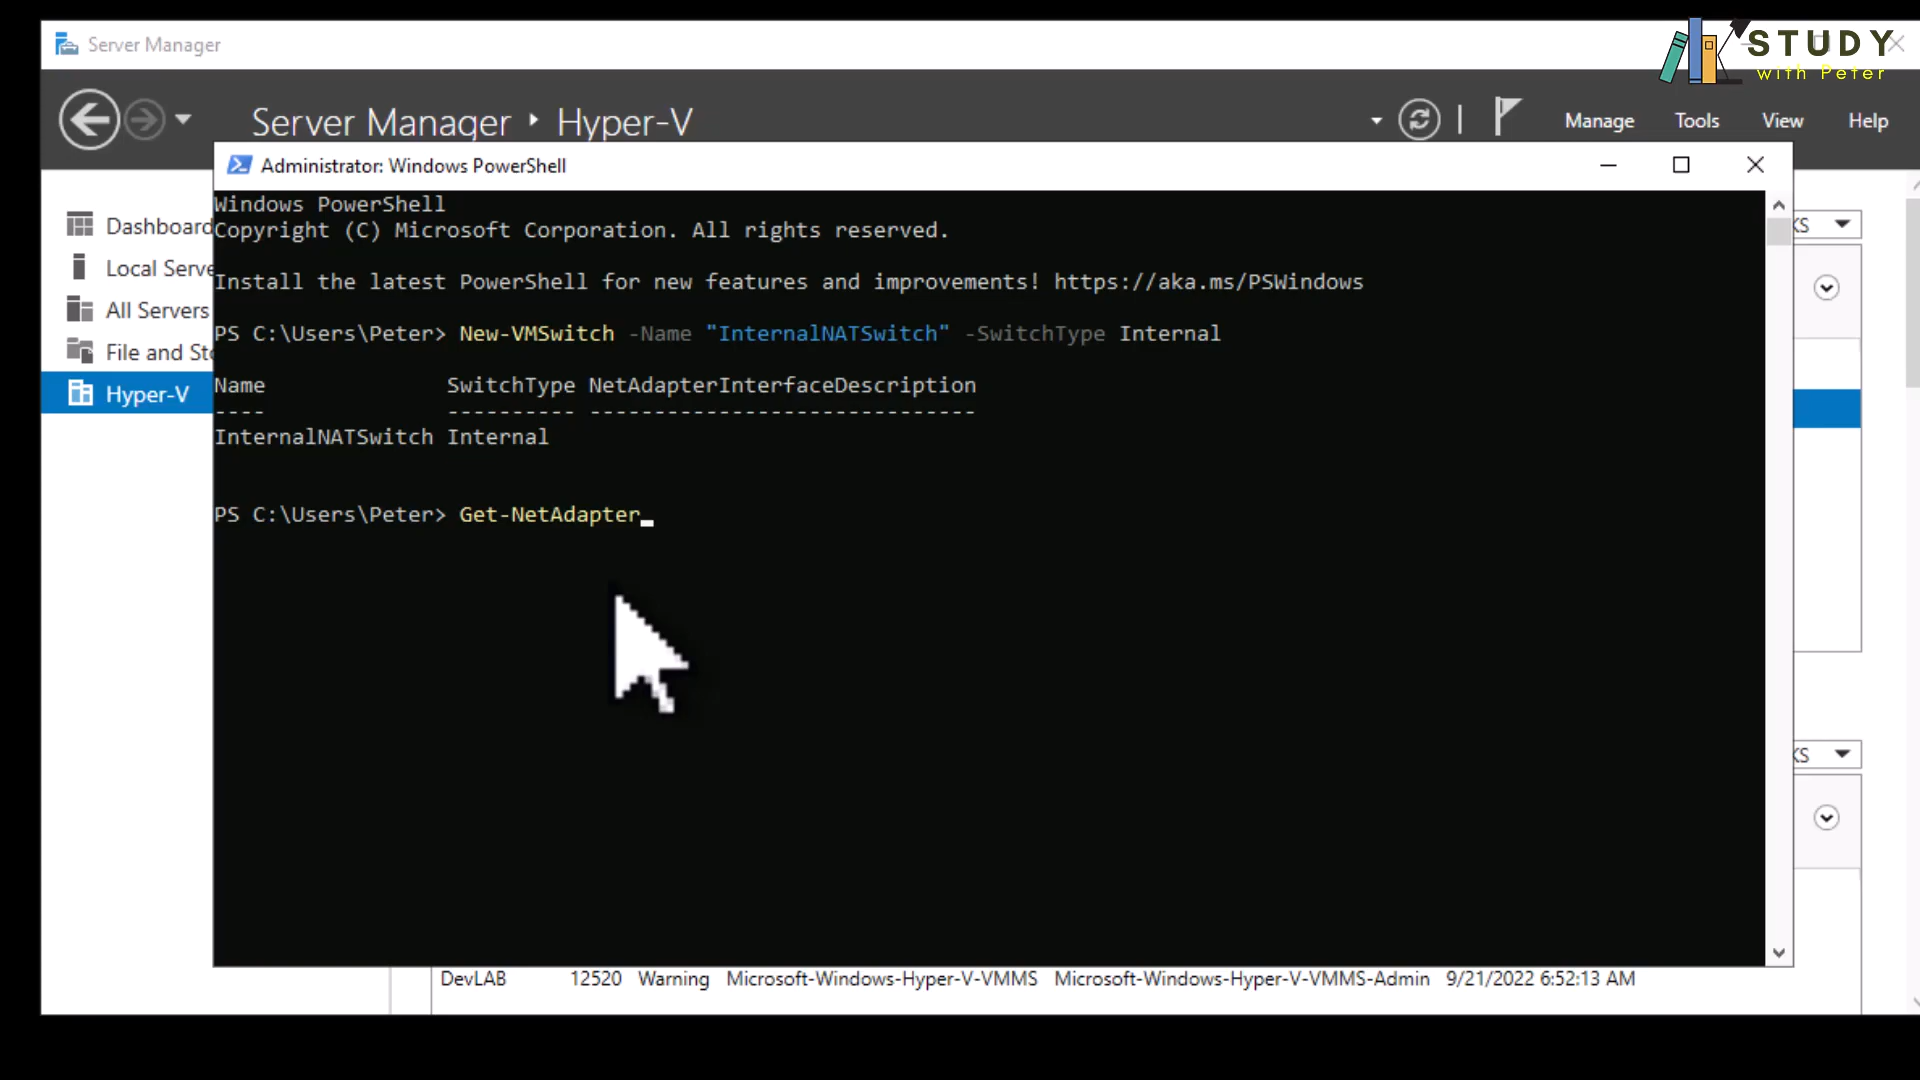 Server Manager
STUDY
with Peter
Server Manager ‣ Hyper-V
Manage Tools View Help
Administrator: Windows PowerShell
Dashboard
Local Serve
All Servers
File and Sto
Hyper-V
Windows PowerShell
Copyright (C) Microsoft Corporation. All rights reserved.
Install the latest PowerShell for new features and improvements! https://aka.ms/PSWindows
PS C:\Users\Peter> New-VMSwitch -Name "InternalNATSwitch" -SwitchType Internal
Name SwitchType NetAdapterInterfaceDescription
---- ---------- ------------------------------
InternalNATSwitch Internal
PS C:\Users\Peter> Get-NetAdapter
KS
KS
DevLAB 12520 Warning Microsoft-Windows-Hyper-V-VMMS Microsoft-Windows-Hyper-V-VMMS-Admin 9/21/2022 6:52:13 AM